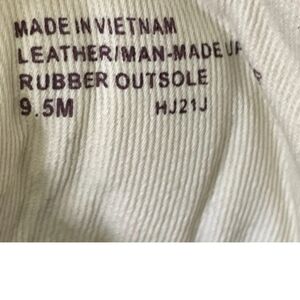 MADE IN VIETNAM
LEATHER/MAN-MADE
RUBBER OUTSOLE
9.5M HJ21J